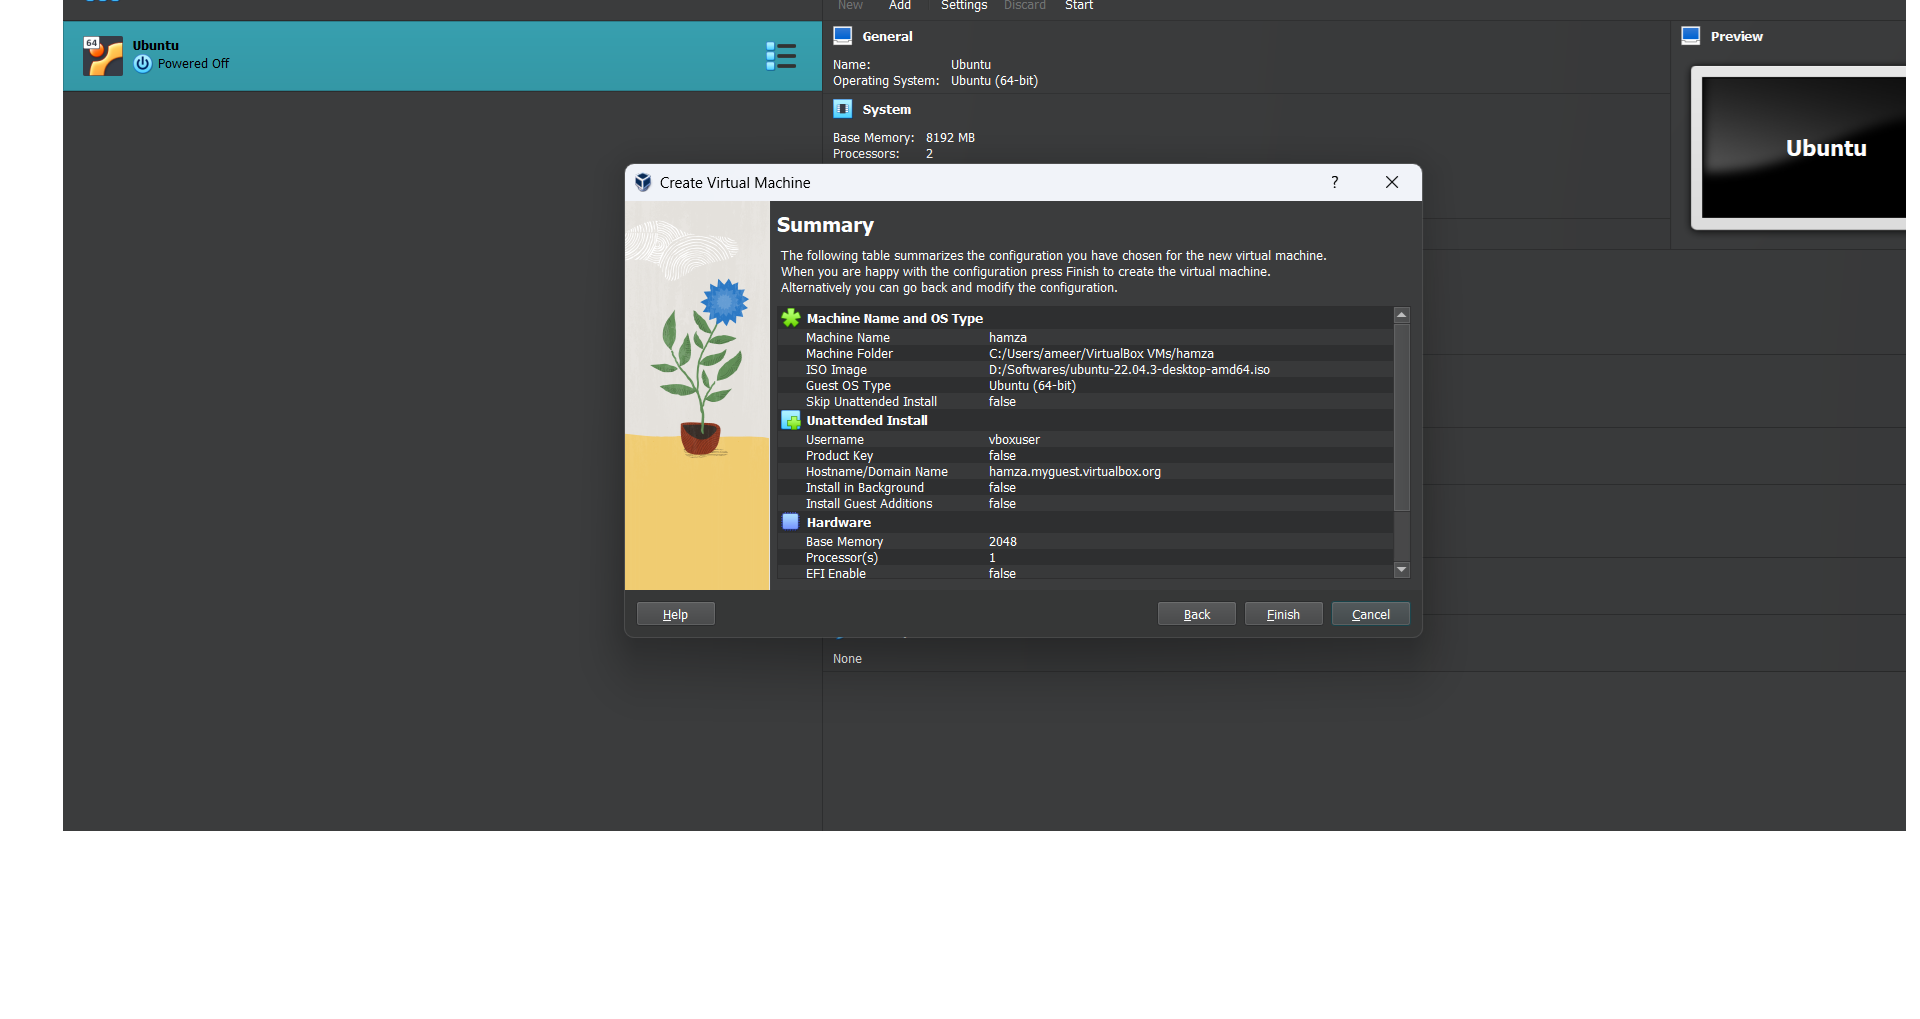 New Add Settings Discard Start
64
Ubuntu
Powered Off
General
Name: Ubuntu
Operating System: Ubuntu (64-bit)
System
Base Memory: 8192 MB
Processors: 2
Preview
Ubuntu
Create Virtual Machine
?
Summary
The following table summarizes the configuration you have chosen for the new virtual machine.
When you are happy with the configuration press Finish to create the virtual machine.
Alternatively you can go back and modify the configuration.
Machine Name and OS Type
Machine Name hamza
Machine Folder C:/Users/ameer/VirtualBox VMs/hamza
ISO Image D:/Softwares/ubuntu-22.04.3-desktop-amd64.iso
Guest OS Type Ubuntu (64-bit)
Skip Unattended Install false
Unattended Install
Username vboxuser
Product Key false
Hostname/Domain Name hamza.myguest.virtualbox.org
Install in Background false
Install Guest Additions false
Hardware
Base Memory 2048
Processor(s) 1
EFI Enable false
Help Back Finish Cancel
None